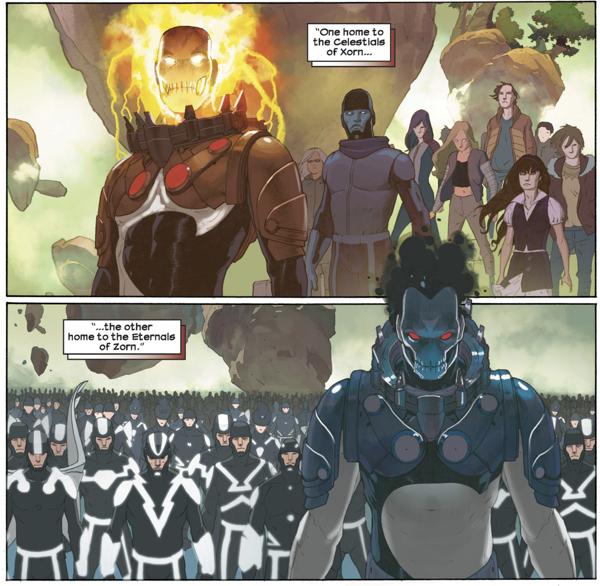 "One home to
the Celestials
of Xorn...
"...the other
home to the Eternals
of Zorn."